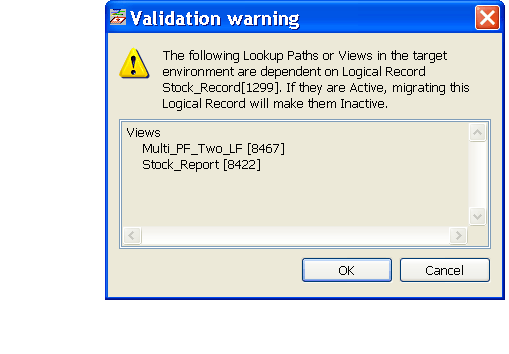 Validation warning
The following Lookup Paths or Views in the target
environment are dependent on Logical Record
Stock_Record[1299]. If they are Active, migrating this
Logical Record will make them Inactive.
Views
Multi_PF_Two_LF [8467]
Stock_Report [8422]
OK
Cancel